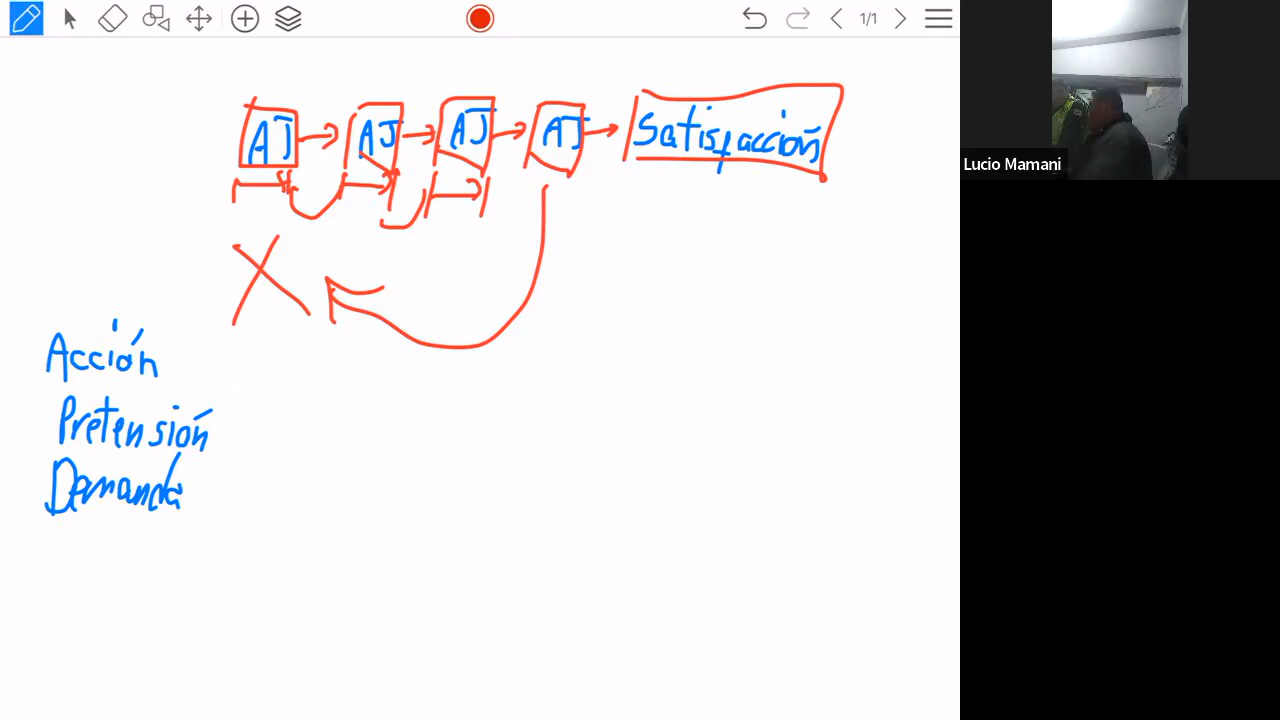 1/1
AJ AJ AJ AJ Satisfacción
Lucio Mamani
Acción
Pretensión
Demanda